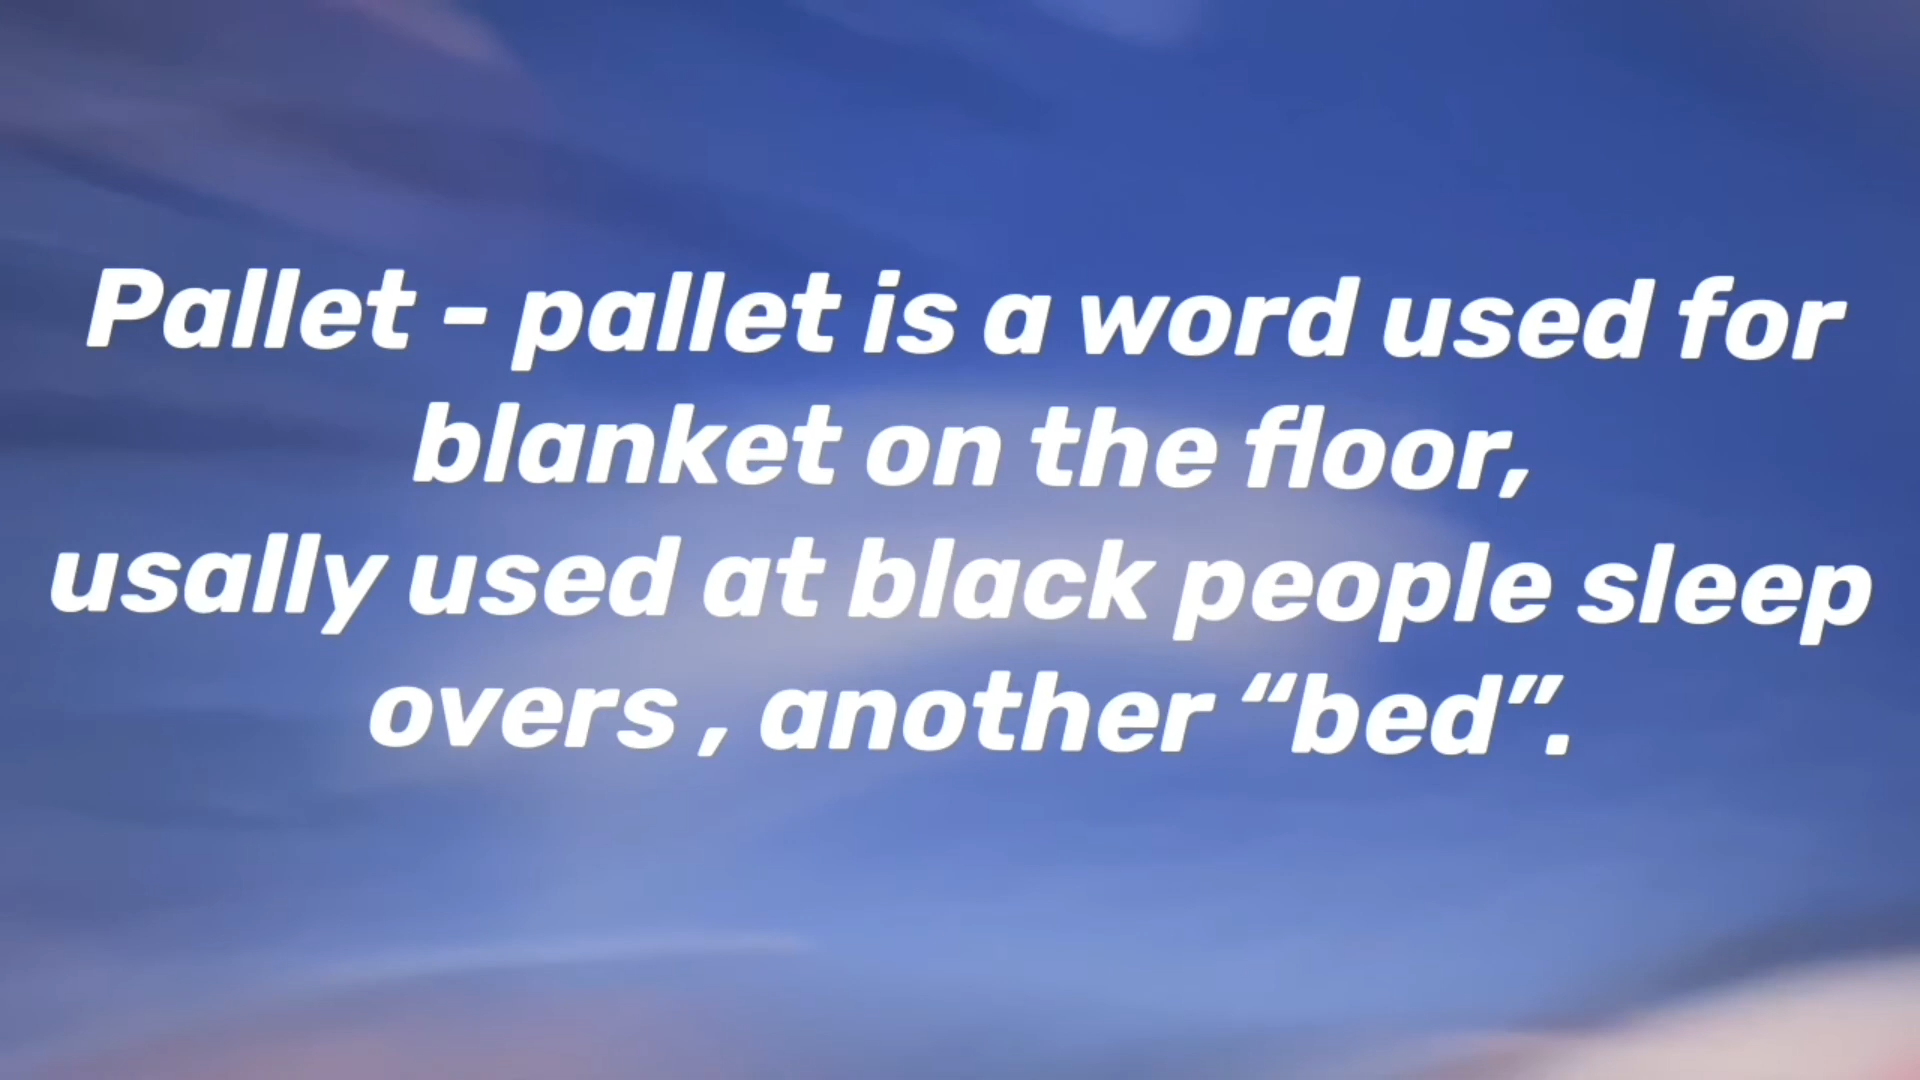 Pallet - pallet is a word used for
blanket on the floor,
usally used at black people sleep
overs , another “bed”.